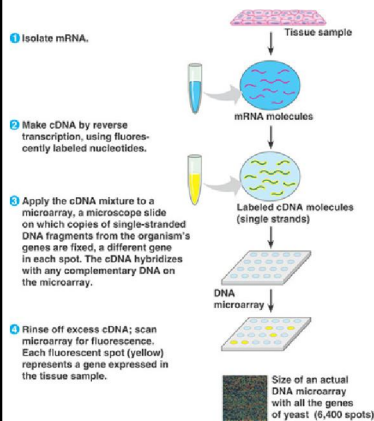 Tissue sample
1 Isolate mRNA.
mRNA molecules
2 Make cDNA by reverse
transcription, using fluores-
cently labeled nucleotides.
Labeled cDNA molecules
(single strands)
3 Apply the cDNA mixture to a
microarray, a microscope slide
on which copies of single-stranded
DNA fragments from the organism's
genes are fixed, a different gene
in each spot. The cDNA hybridizes
with any complementary DNA on
the microarray.
DNA
microarray
4 Rinse off excess cDNA; scan
microarray for fluorescence.
Each fluorescent spot (yellow)
represents a gene expressed in
the tissue sample.
Size of an actual
DNA microarray
with all the genes
of yeast (6,400 spots)